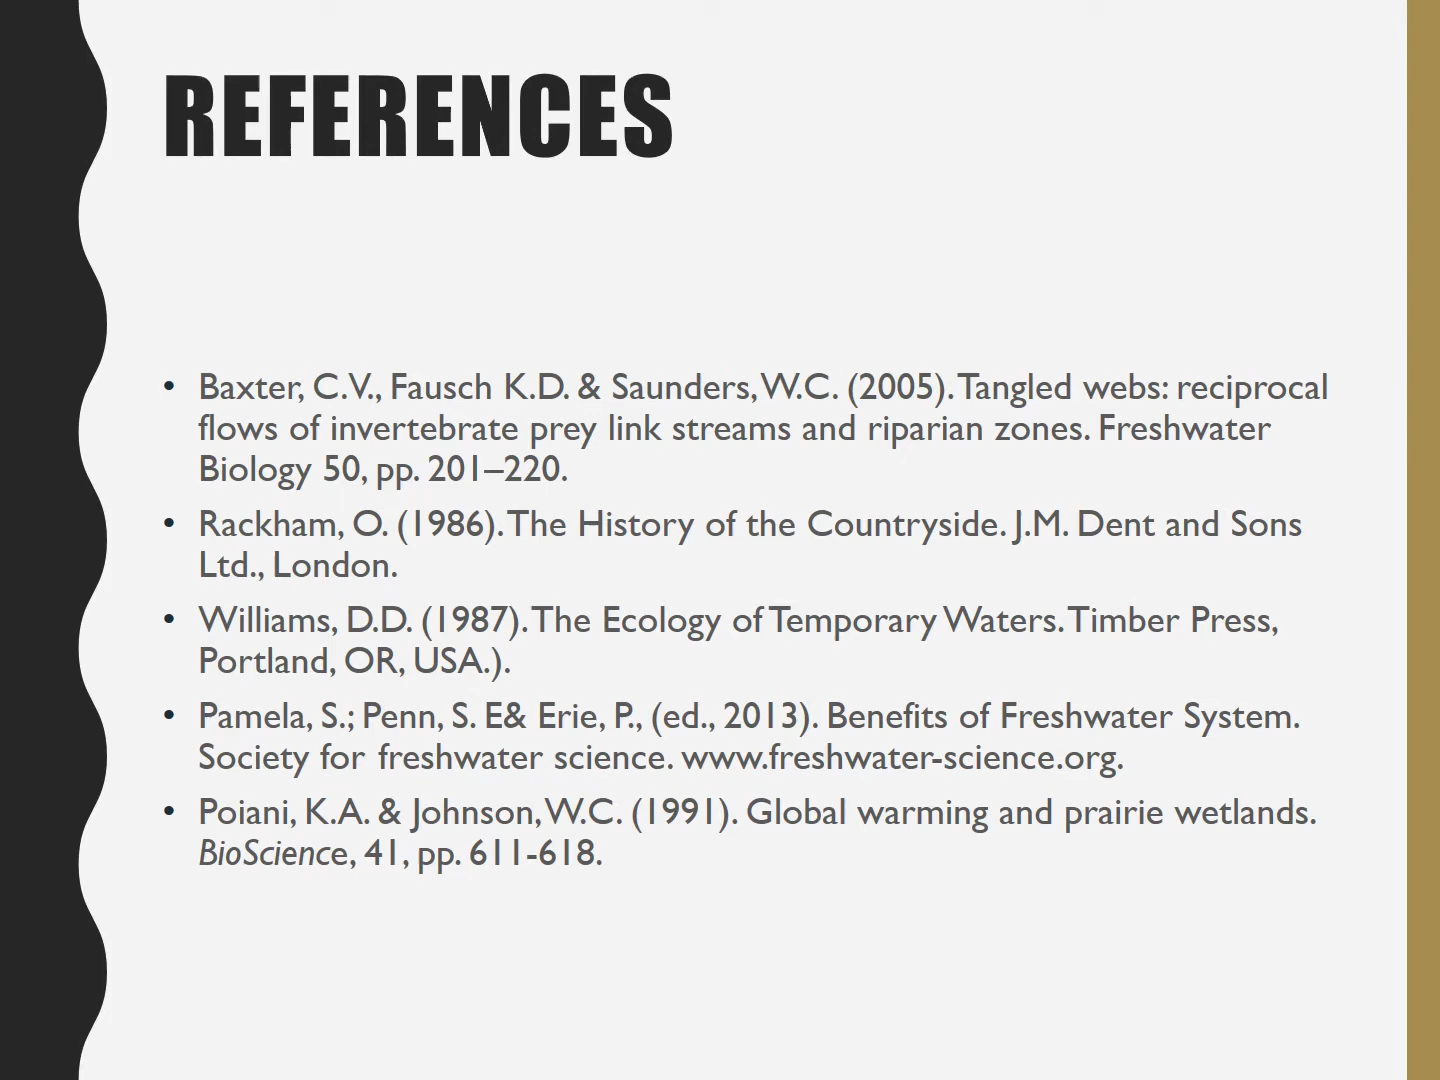 REFERENCES
• Baxter, C.V., Fausch K.D. & Saunders, W.C. (2005). Tangled webs: reciprocal
flows of invertebrate prey link streams and riparian zones. Freshwater
Biology 50, pp. 201–220.
• Rackham, O. (1986). The History of the Countryside. J.M. Dent and Sons
Ltd., London.
• Williams, D.D. (1987). The Ecology of Temporary Waters. Timber Press,
Portland, OR, USA.).
• Pamela, S.; Penn, S. E& Erie, P., (ed., 2013). Benefits of Freshwater System.
Society for freshwater science. www.freshwater-science.org.
• Poiani, K.A. & Johnson, W.C. (1991). Global warming and prairie wetlands.
BioScience, 41, pp. 611-618.